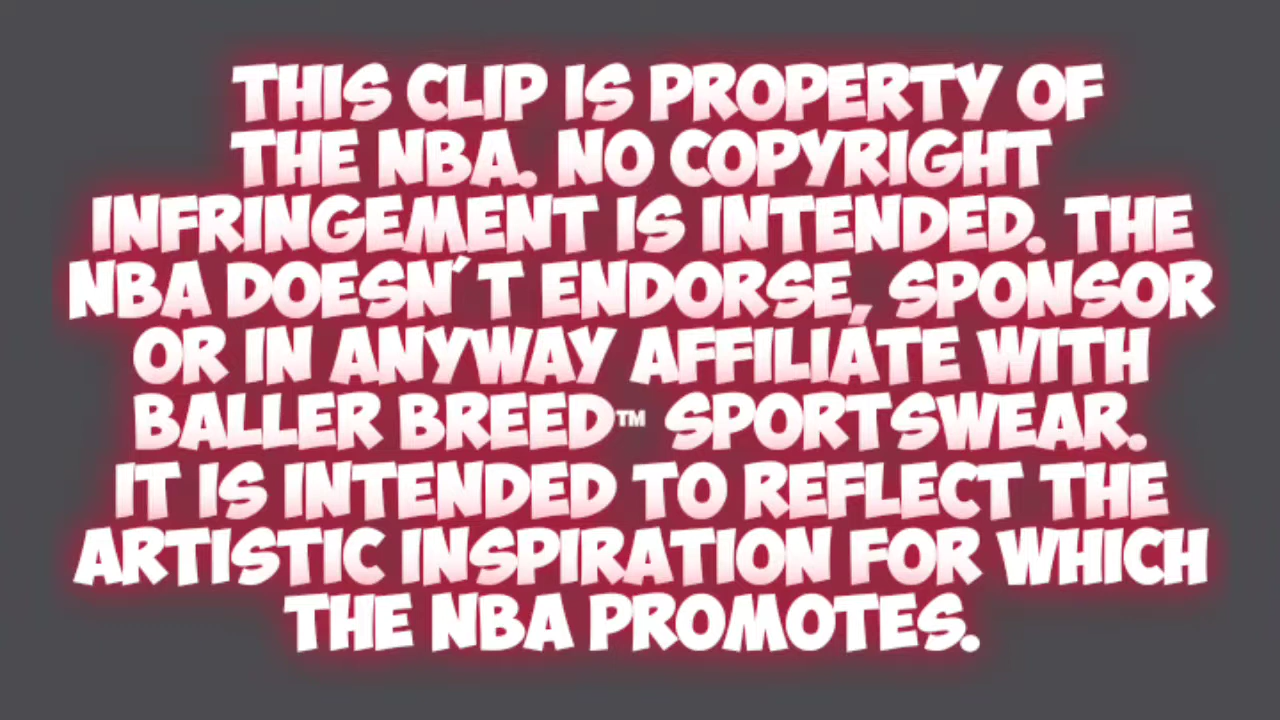 THIS CLIP IS PROPERTY OF
THE NBA. NO COPYRIGHT
INFRINGEMENT IS INTENDED. THE
NBA DOESN'T ENDORSE, SPONSOR
OR IN ANYWAY AFFILIATE WITH
BALLER BREED™ SPORTSWEAR.
IT IS INTENDED TO REFLECT THE
ARTISTIC INSPIRATION FOR WHICH
THE NBA PROMOTES.